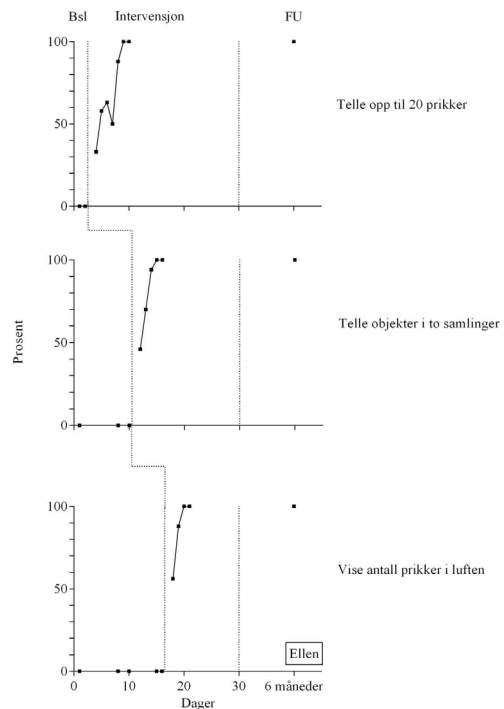 Bsl Intervensjon FU
100
50
0
Telle opp til 20 prikker
100
50
0
Telle objekter i to samlinger
Prosent
100
50
0
Vise antall prikker i luften
Ellen
0 10 20 30 6 måneder
Dager